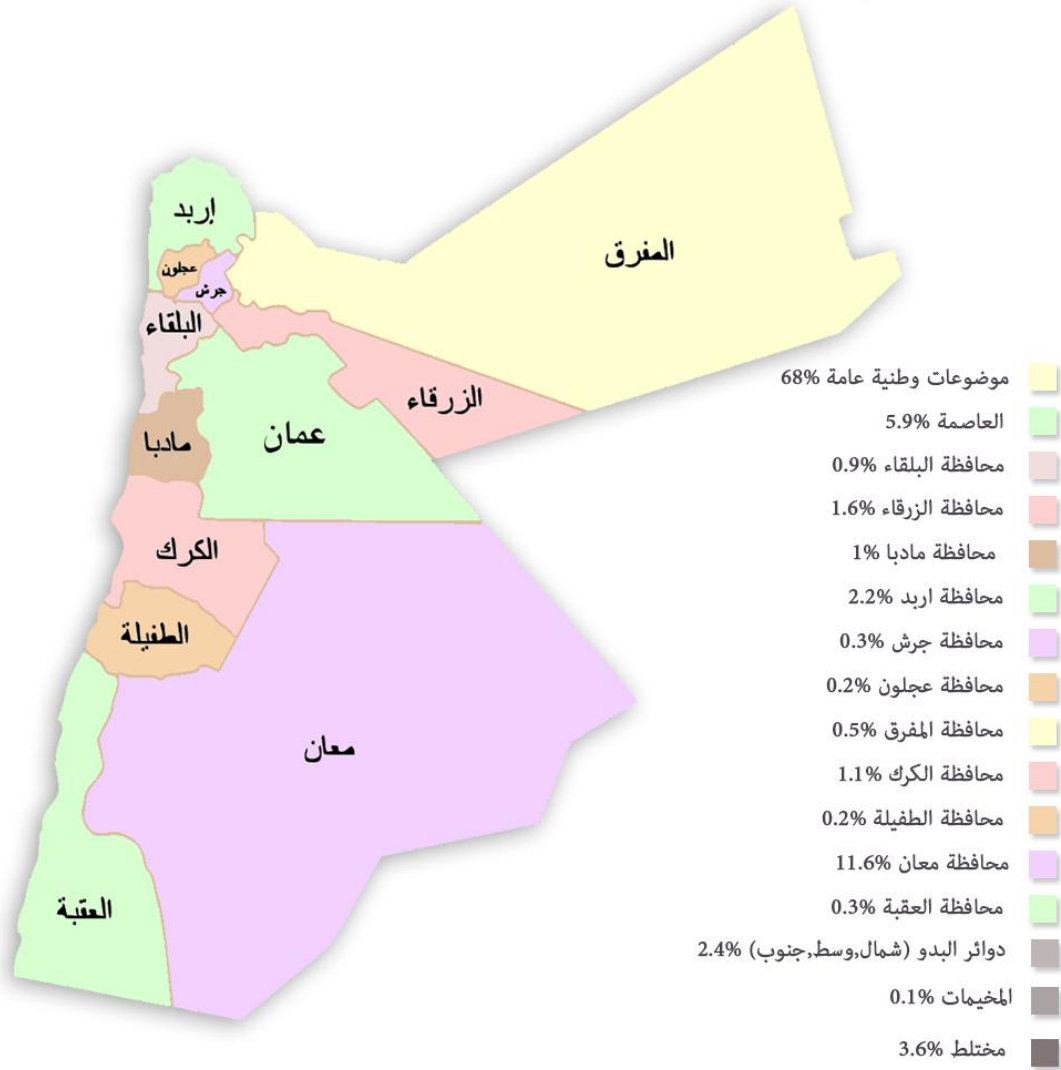 المفرق
إربد
عجلون
جرش
البلقاء
الزرقاء
عمان
مادبا
الكرك
الطفيلة
معان
العقبة
موضوعات وطنية عامة 68%
العاصمة 5.9%
محافظة البلقاء 0.9%
محافظة الزرقاء 1.6%
محافظة مادبا 1%
محافظة اربد 2.2%
محافظة جرش 0.3%
محافظة عجلون 0.2%
محافظة المفرق 0.5%
محافظة الكرك 1.1%
محافظة الطفيلة 0.2%
محافظة معان 11.6%
محافظة العقبة 0.3%
دوائر البدو (شمال,وسط,جنوب) 2.4%
المخيمات 0.1%
مختلط 3.6%